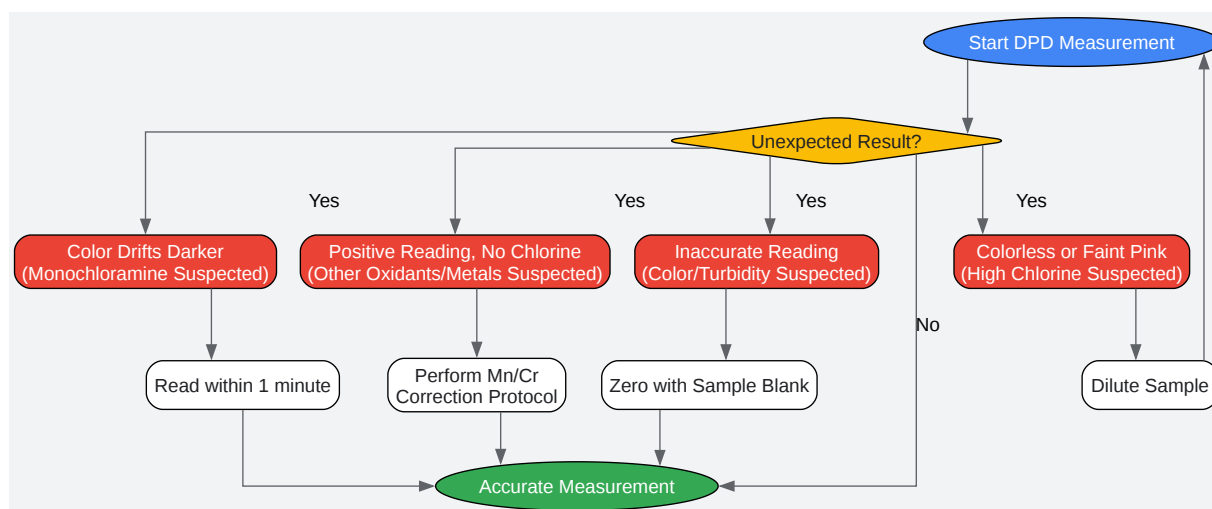 Start DPD Measurement
Unexpected Result?
Yes
Yes
Yes
Yes
Color Drifts Darker
(Monochloramine Suspected)
Positive Reading, No Chlorine
(Other Oxidants/Metals Suspected)
Inaccurate Reading
(Color/Turbidity Suspected)
Colorless or Faint Pink
(High Chlorine Suspected)
No
Read within 1 minute
Perform Mn/Cr
Correction Protocol
Zero with Sample Blank
Dilute Sample
Accurate Measurement